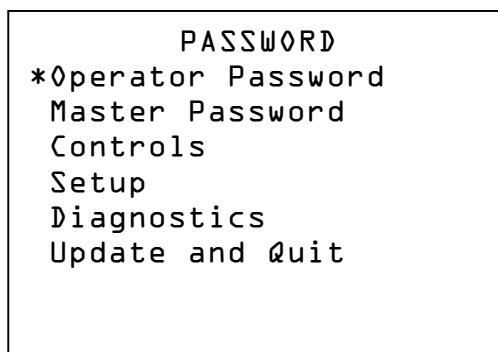 PASSWORD
*Operator Password
Master Password
Controls
Setup
Diagnostics
Update and Quit